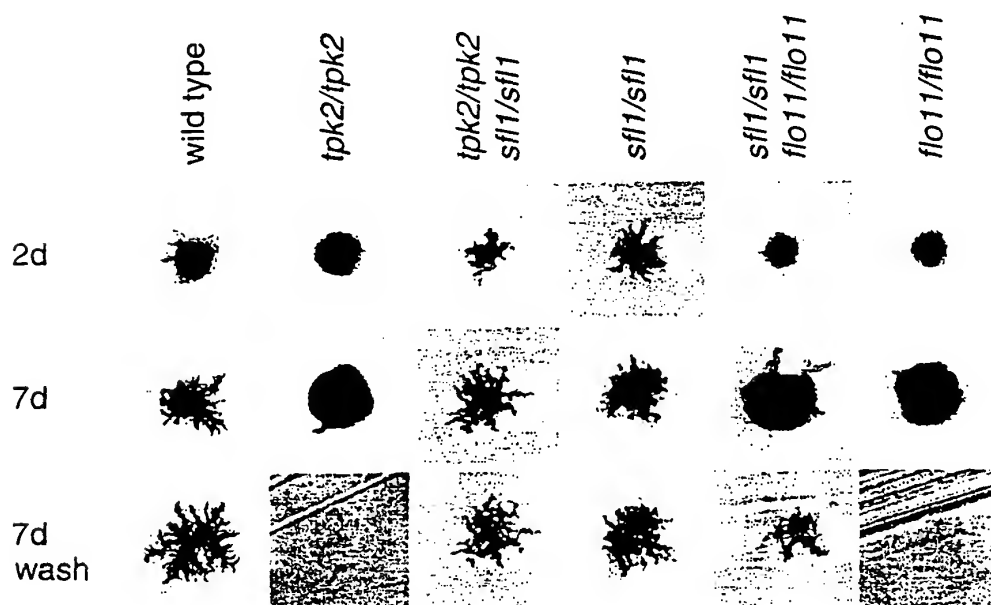 wild type
tpk2/tpk2
tpk2/tpk2
sfl1/sfl1
sfl1/sfl1
sfl1/sfl1
flo11/flo11
flo11/flo11
2d
7d
7d
wash